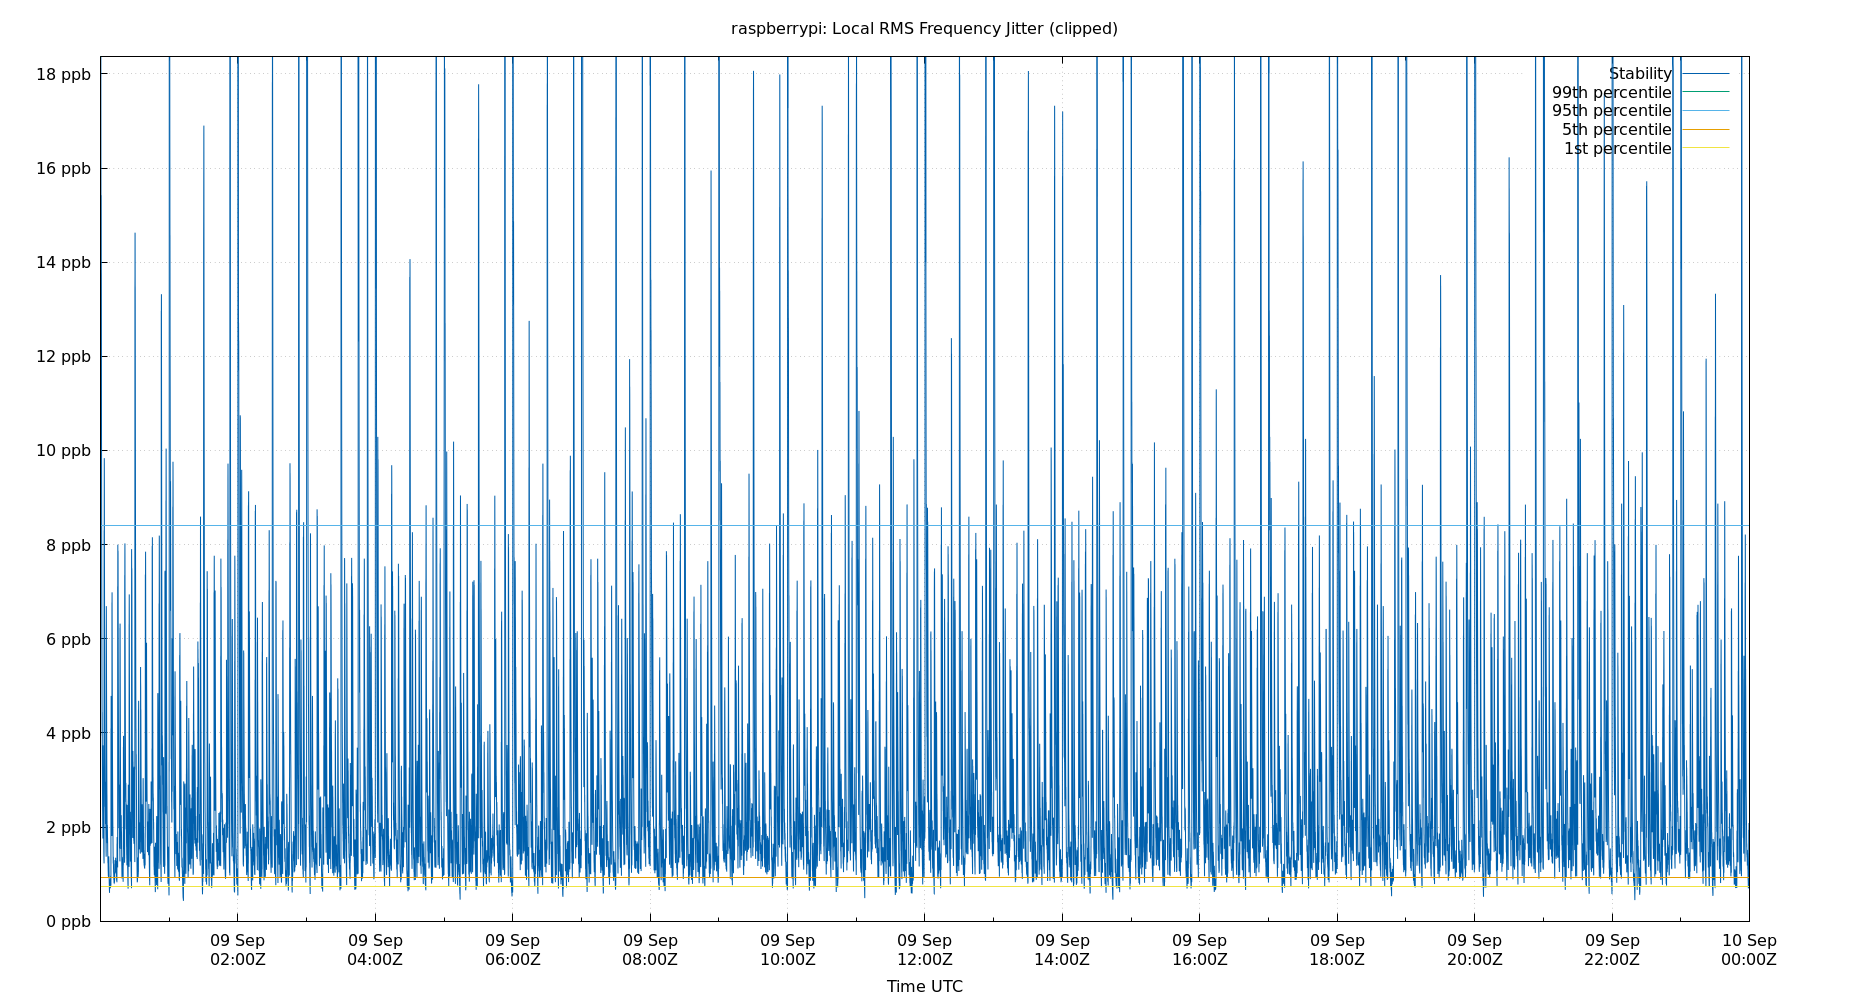 raspberrypi: Local RMS Frequency Jitter (clipped)
18 ppb
16 ppb
14 ppb
12 ppb
10 ppb
8 ppb
6 ppb
4 ppb
2 ppb
0 ppb
Stability
99th percentile
95th percentile
5th percentile
1st percentile
09 Sep 09 Sep 09 Sep 09 Sep 09 Sep 09 Sep 09 Sep 09 Sep 09 Sep 09 Sep 09 Sep 10 Sep
02:00Z 04:00Z 06:00Z 08:00Z 10:00Z 12:00Z 14:00Z 16:00Z 18:00Z 20:00Z 22:00Z 00:00Z
Time UTC